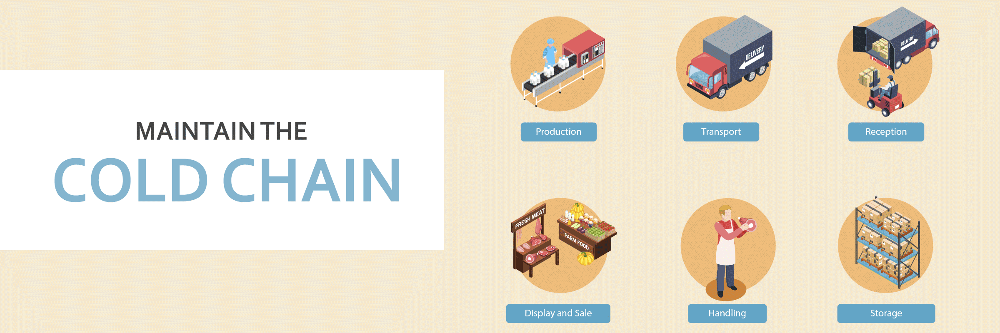 MAINTAIN THE
COLD CHAIN
DELIVERY
DELIVERY
Production
Transport
Reception
FRESH MEAT
FARM FOOD
Display and Sale
Handling
Storage